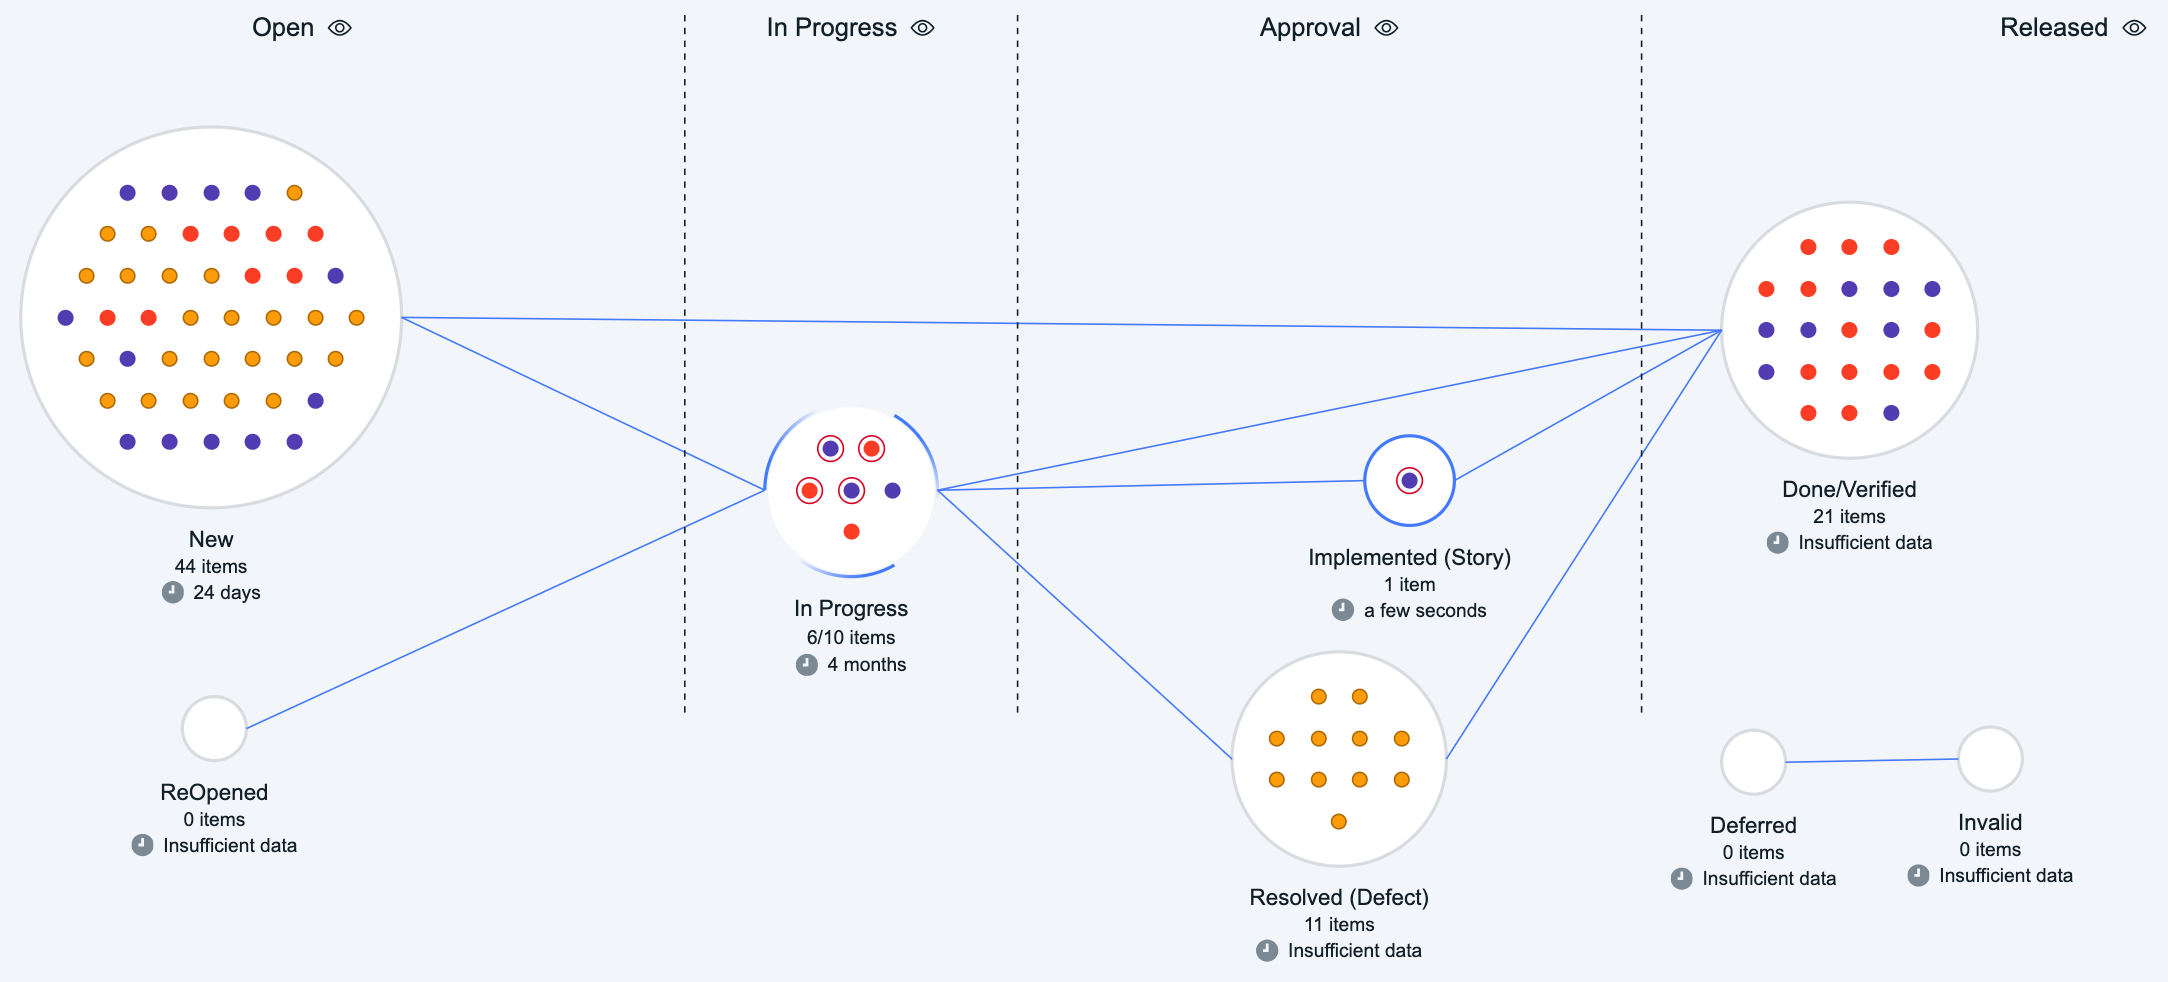 Open
In Progress
Approval
Released
New
44 items
24 days
ReOpened
0 items
Insufficient data
In Progress
6/10 items
4 months
Implemented (Story)
1 item
a few seconds
Resolved (Defect)
11 items
Insufficient data
Done/Verified
21 items
Insufficient data
Deferred
0 items
Insufficient data
Invalid
0 items
Insufficient data